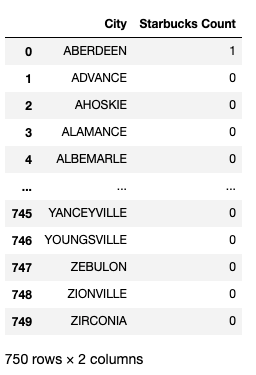 City Starbucks Count
0 ABERDEEN 1
1 ADVANCE 0
2 AHOSKIE 0
3 ALAMANCE 0
4 ALBEMARLE 0
... ... ...
745 YANCEYVILLE 0
746 YOUNGSVILLE 0
747 ZEBULON 0
748 ZIONVILLE 0
749 ZIRCONIA 0
750 rows × 2 columns